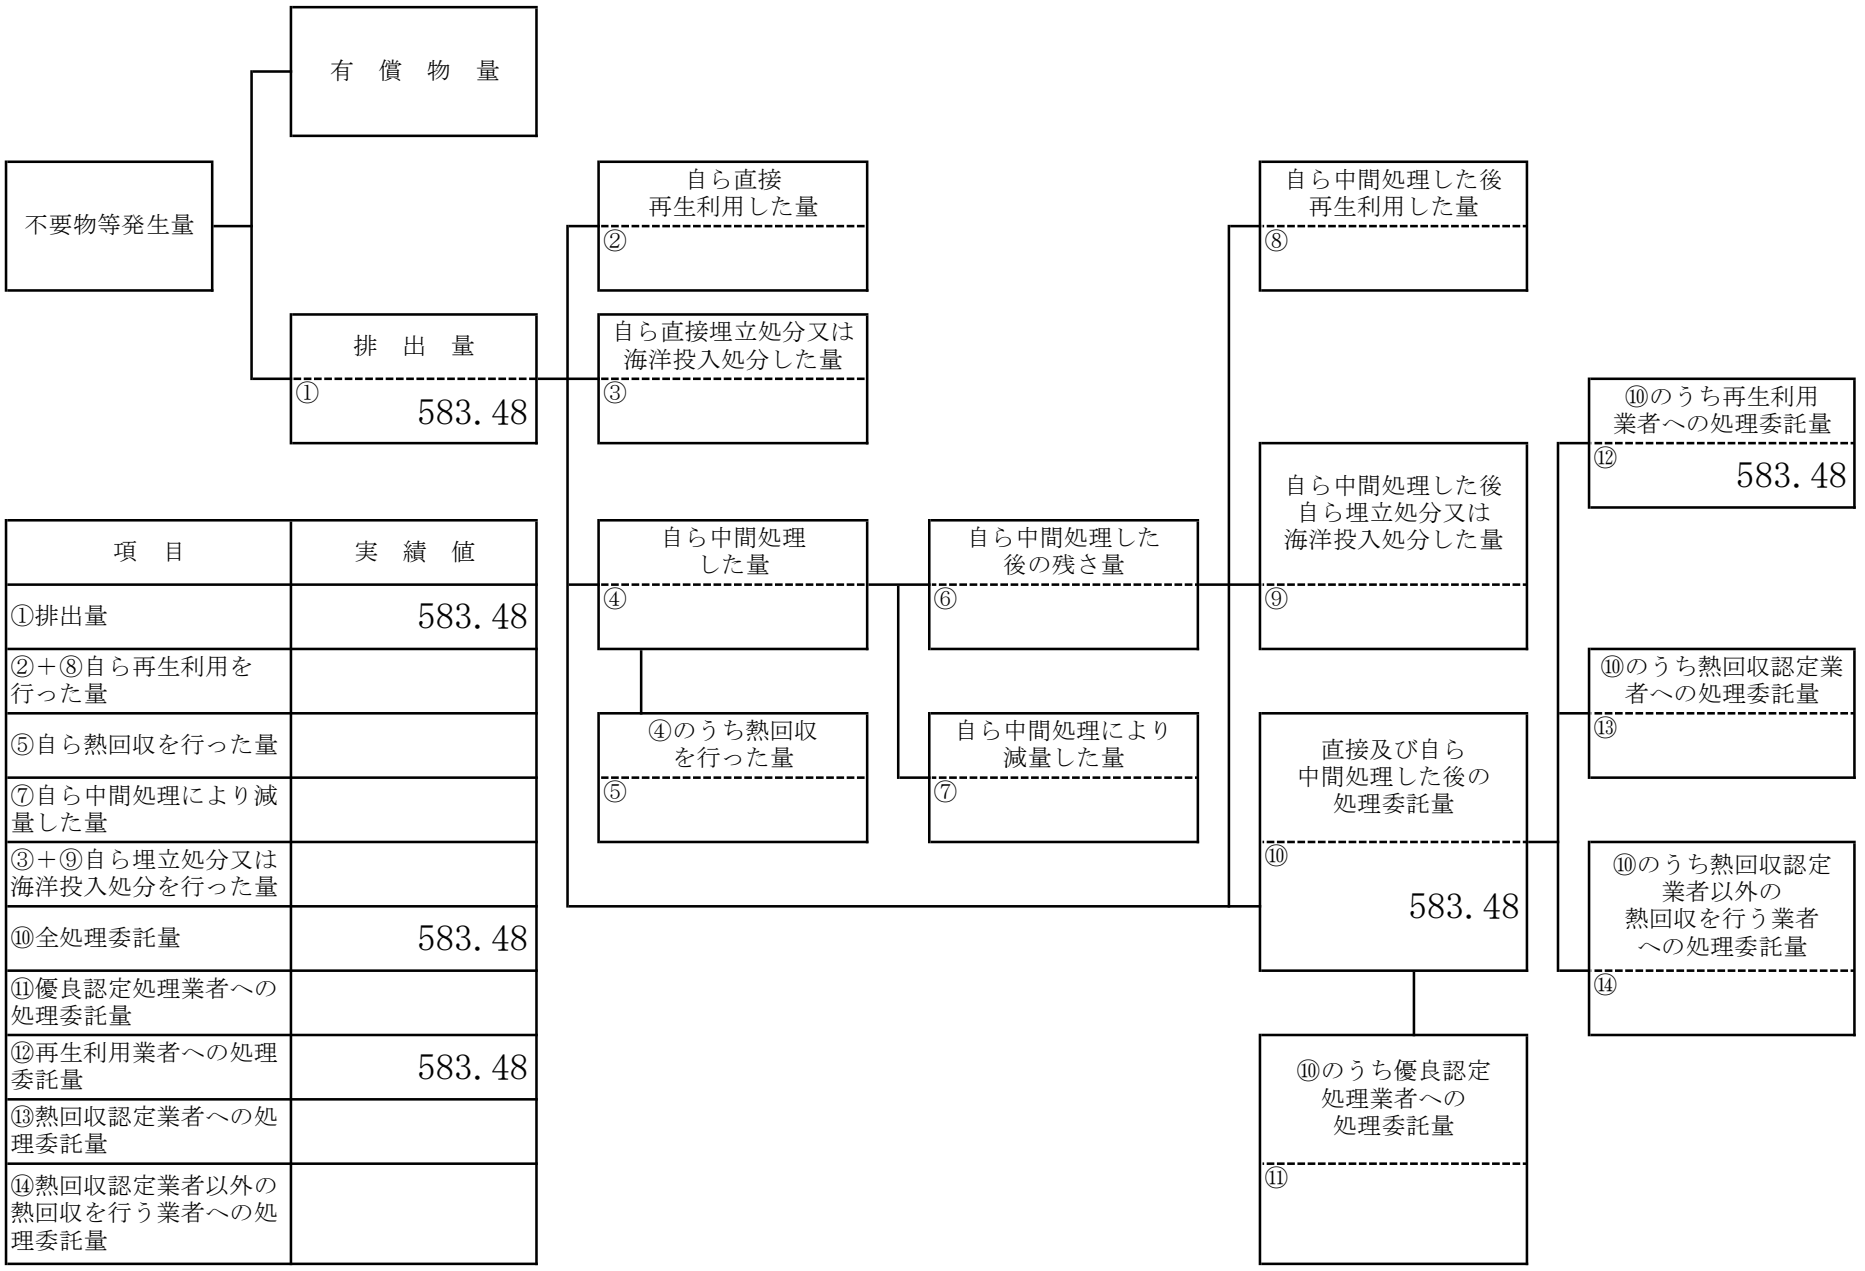 有 償 物 量
不要物等発生量
排 出 量
①
583.48
自ら直接
再生利用した量
②
自ら直接埋立処分又は
海洋投入処分した量
③
自ら中間処理
した量
④
④のうち熱回収
を行った量
⑤
自ら中間処理した
後の残さ量
⑥
自ら中間処理により
減量した量
⑦
自ら中間処理した後
再生利用した量
⑧
自ら中間処理した後
自ら埋立処分又は
海洋投入処分した量
⑨
直接及び自ら
中間処理した後の
処理委託量
⑩
583.48
⑩のうち優良認定
処理業者への
処理委託量
⑪
⑩のうち再生利用
業者への処理委託量
⑫
583.48
⑩のうち熱回収認定業
者への処理委託量
⑬
⑩のうち熱回収認定
業者以外の
熱回収を行う業者
への処理委託量
⑭
項 目 実 績 値
①排出量 583.48
②+⑧自ら再生利用を
行った量
⑤自ら熱回収を行った量
⑦自ら中間処理により減
量した量
③+⑨自ら埋立処分又は
海洋投入処分を行った量
⑩全処理委託量 583.48
⑪優良認定処理業者への
処理委託量
⑫再生利用業者への処理
委託量 583.48
⑬熱回収認定業者への処
理委託量
⑭熱回収認定業者以外の
熱回収を行う業者への処
理委託量